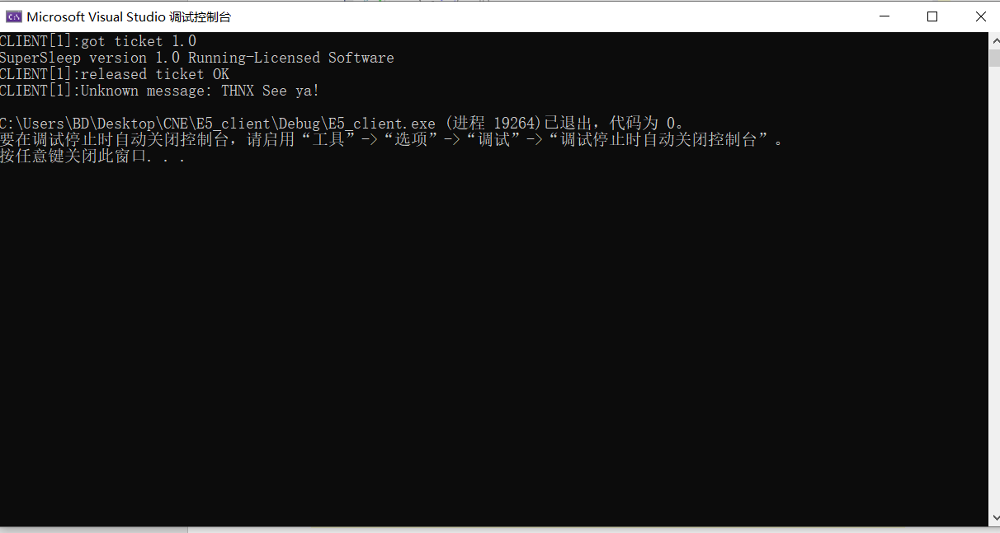 Microsoft Visual Studio 调试控制台
CLIENT[1]:got ticket 1.0
SuperSleep version 1.0 Running-Licensed Software
CLIENT[1]:released ticket OK
CLIENT[1]:Unknown message: THNX See ya!
C:\Users\BD\Desktop\CNE\E5_client\Debug\E5_client.exe (进程 19264)已退出，代码为 0。
要在调试停止时自动关闭控制台，请启用“工具”->“选项”->“调试”->“调试停止时自动关闭控制台”。
按任意键关闭此窗口. . .